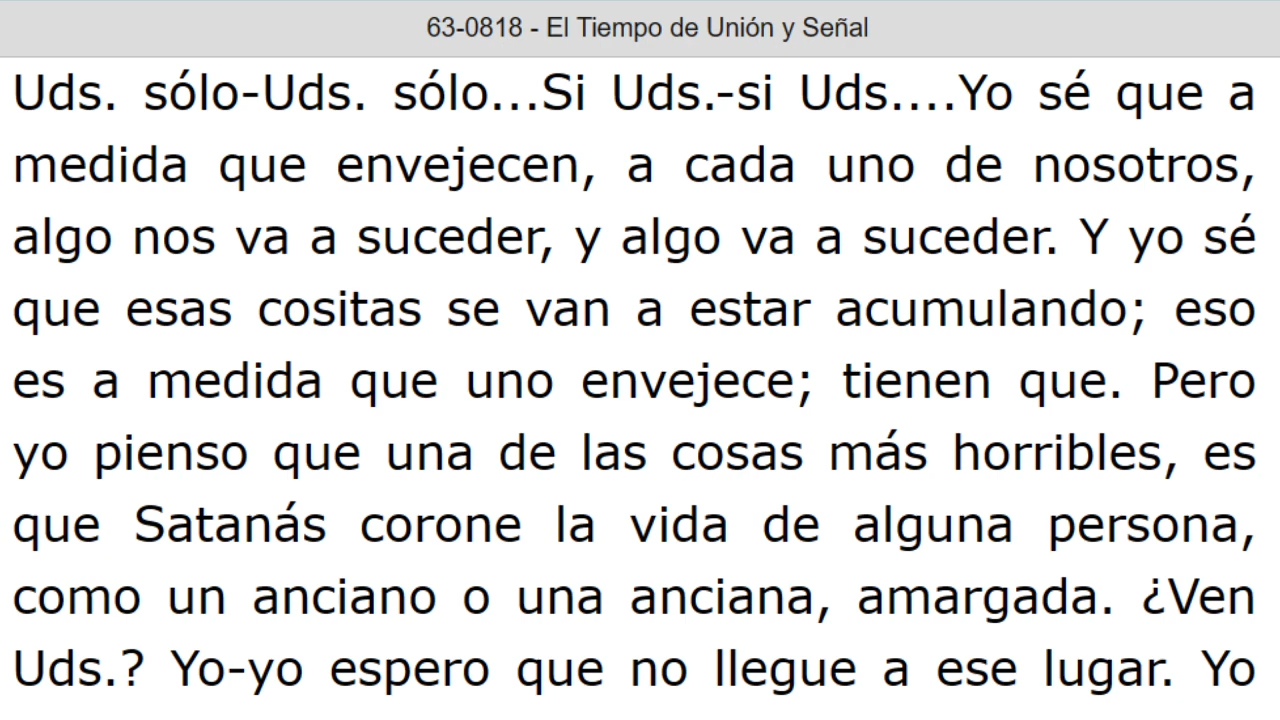 63-0818 - El Tiempo de Unión y Señal
Uds. sólo-Uds. sólo...Si Uds.-si Uds....Yo sé que a
medida que envejecen, a cada uno de nosotros,
algo nos va a suceder, y algo va a suceder. Y yo sé
que esas cositas se van a estar acumulando; eso
es a medida que uno envejece; tienen que. Pero
yo pienso que una de las cosas más horribles, es
que Satanás corone la vida de alguna persona,
como un anciano o una anciana, amargada. ¿Ven
Uds.? Yo-yo espero que no llegue a ese lugar. Yo